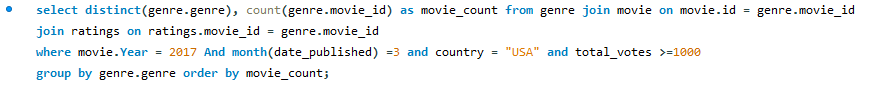 select distinct(genre.genre), count(genre.movie_id) as movie_count from genre join movie on movie.id = genre.movie_id
join ratings on ratings.movie_id = genre.movie_id
where movie.Year = 2017 And month(date_published) =3 and country = "USA" and total_votes >=1000
group by genre.genre order by movie_count;